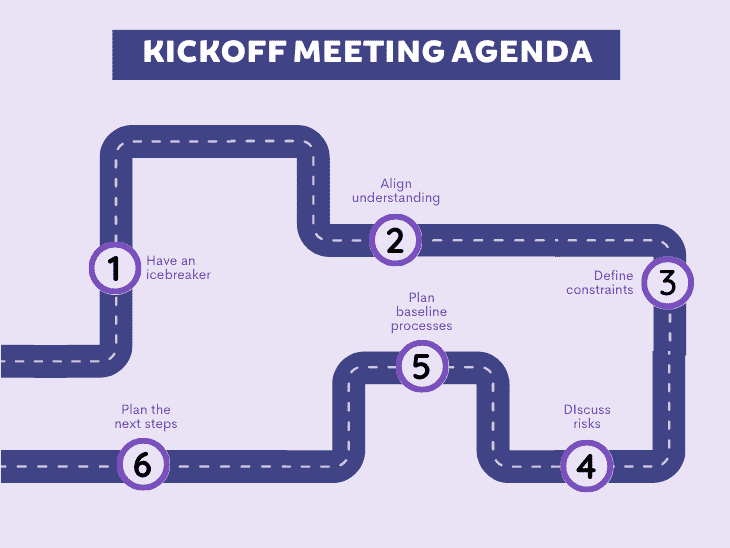 KICKOFF MEETING AGENDA
1
Have an
icebreaker
Align
understanding
2
Define
constraints
3
DIscuss
risks
4
Plan
baseline
processes
5
Plan the
next steps
6